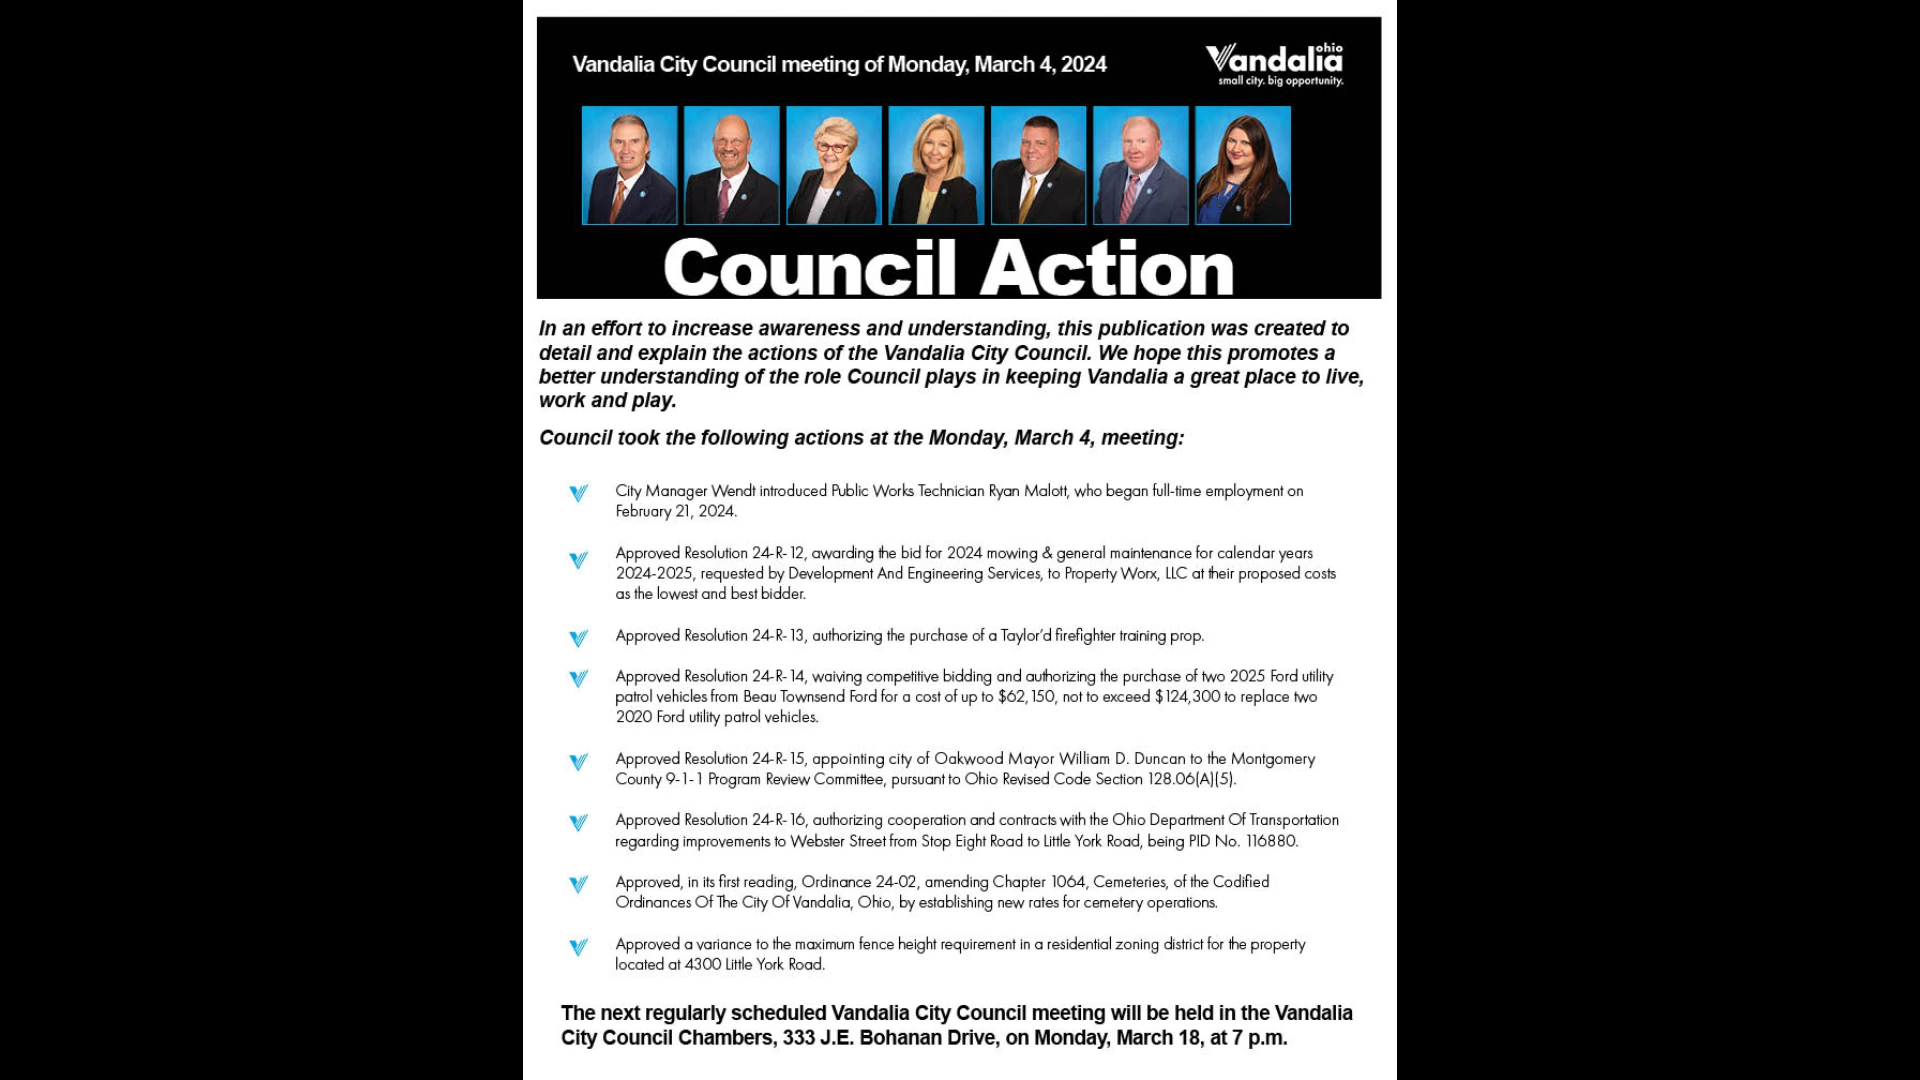 Vandalia City Council meeting of Monday, March 4, 2024
ohio
Vandalia
small city. big opportunity.
Council Action
In an effort to increase awareness and understanding, this publication was created to
detail and explain the actions of the Vandalia City Council. We hope this promotes a
better understanding of the role Council plays in keeping Vandalia a great place to live,
work and play.
Council took the following actions at the Monday, March 4, meeting:
City Manager Wendt introduced Public Works Technician Ryan Malott, who began full-time employment on
February 21, 2024.
Approved Resolution 24-R-12, awarding the bid for 2024 mowing & general maintenance for calendar years
2024-2025, requested by Development And Engineering Services, to Property Worx, LLC at their proposed costs
as the lowest and best bidder.
Approved Resolution 24-R-13, authorizing the purchase of a Taylor’d firefighter training prop.
Approved Resolution 24-R-14, waiving competitive bidding and authorizing the purchase of two 2025 Ford utility
patrol vehicles from Beau Townsend Ford for a cost of up to $62,150, not to exceed $124,300 to replace two
2020 Ford utility patrol vehicles.
Approved Resolution 24-R-15, appointing city of Oakwood Mayor William D. Duncan to the Montgomery
County 9-1-1 Program Review Committee, pursuant to Ohio Revised Code Section 128.06(A)(5).
Approved Resolution 24-R-16, authorizing cooperation and contracts with the Ohio Department Of Transportation
regarding improvements to Webster Street from Stop Eight Road to Little York Road, being PID No. 116880.
Approved, in its first reading, Ordinance 24-02, amending Chapter 1064, Cemeteries, of the Codified
Ordinances Of The City Of Vandalia, Ohio, by establishing new rates for cemetery operations.
Approved a variance to the maximum fence height requirement in a residential zoning district for the property
located at 4300 Little York Road.
The next regularly scheduled Vandalia City Council meeting will be held in the Vandalia
City Council Chambers, 333 J.E. Bohanan Drive, on Monday, March 18, at 7 p.m.